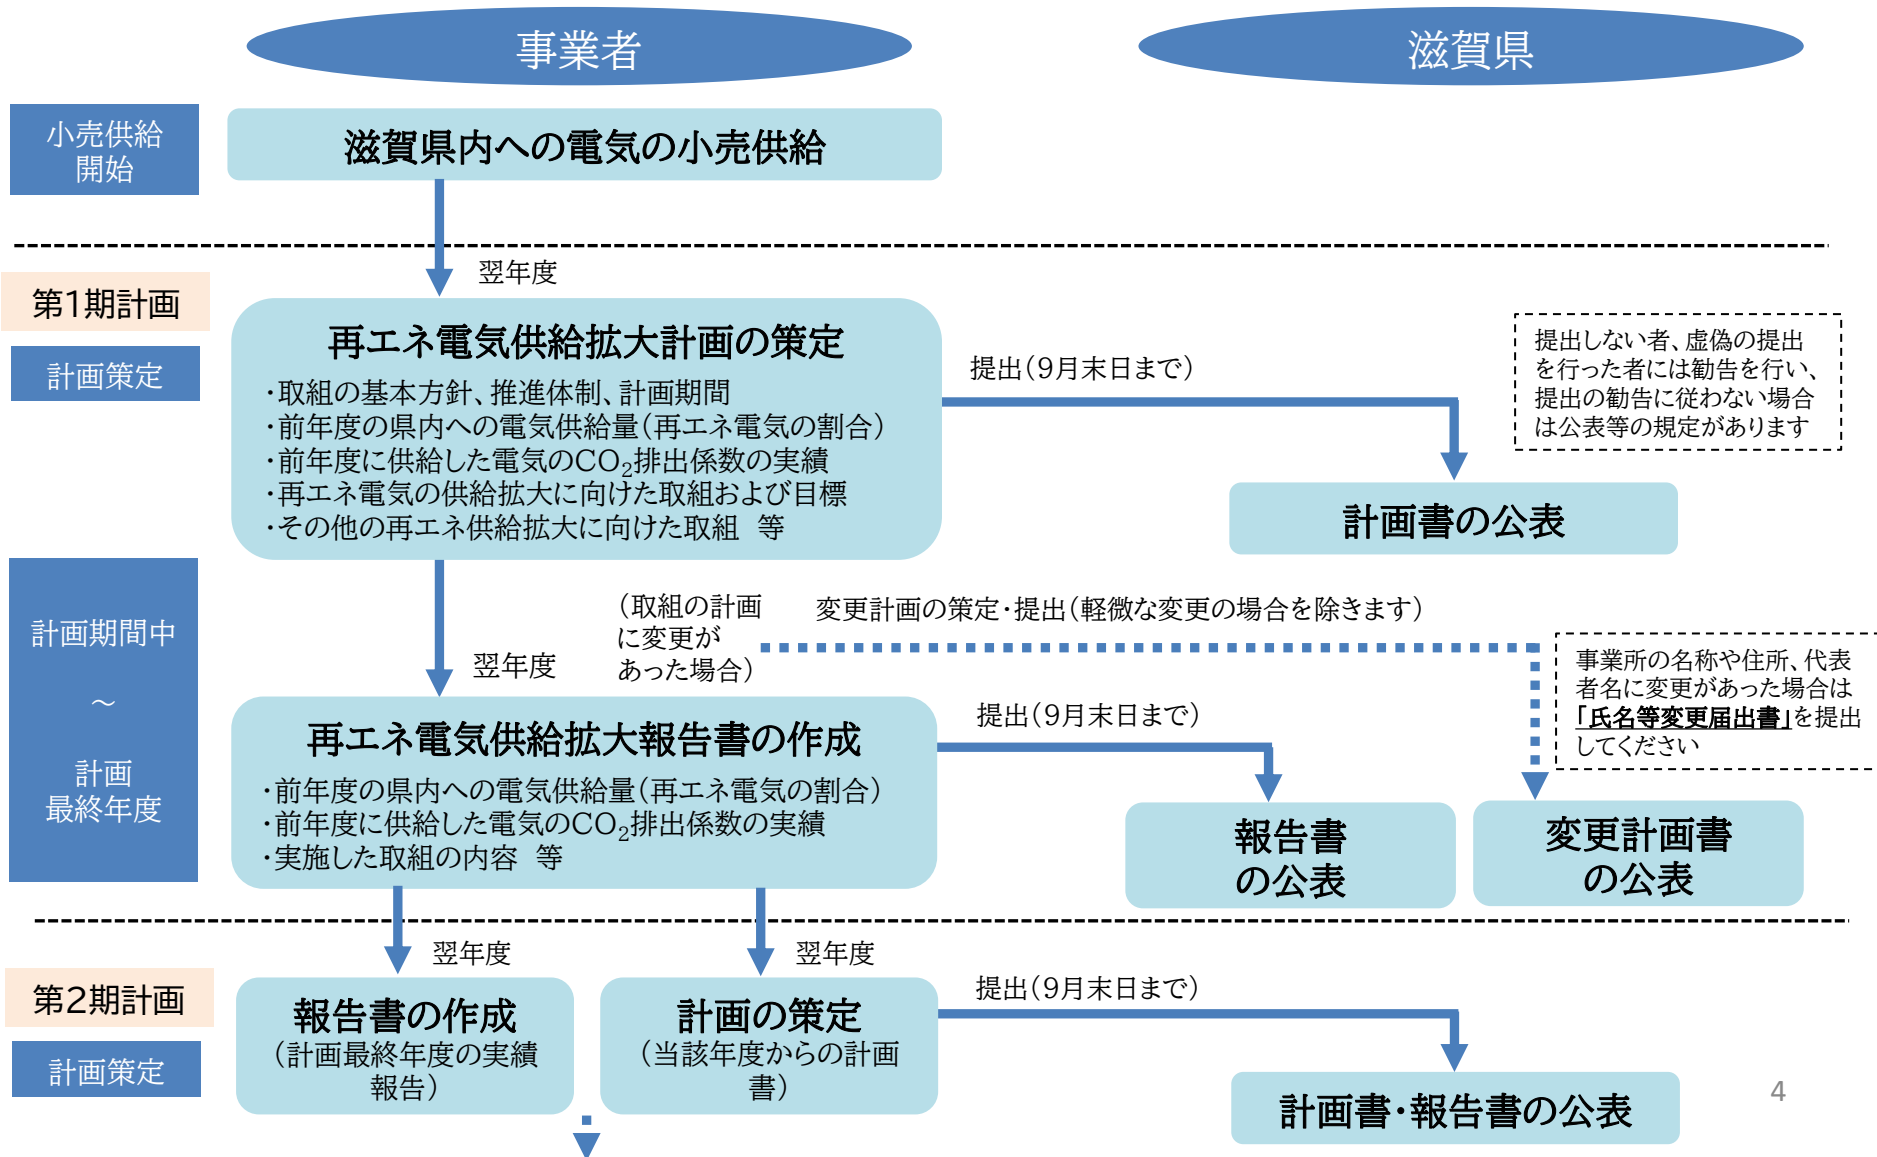 事業者
滋賀県
小売供給
開始
滋賀県内への電気の小売供給
翌年度
第1期計画
計画策定
再エネ電気供給拡大計画の策定
・取組の基本方針、推進体制、計画期間
・前年度の県内への電気供給量（再エネ電気の割合）
・前年度に供給した電気のCO₂排出係数の実績
・再エネ電気の供給拡大に向けた取組および目標
・その他の再エネ供給拡大に向けた取組　等
提出（9月末日まで）
提出しない者、虚偽の提出
を行った者には勧告を行い、
提出の勧告に従わない場合
は公表等の規定があります
計画書の公表
計画期間中
～
計画
最終年度
翌年度
（取組の計画
に変更が
あった場合）
変更計画の策定・提出（軽微な変更の場合を除きます）
事業所の名称や住所、代表
者名に変更があった場合は
「氏名等変更届出書」を提出
してください
再エネ電気供給拡大報告書の作成
・前年度の県内への電気供給量（再エネ電気の割合）
・前年度に供給した電気のCO₂排出係数の実績
・実施した取組の内容　等
提出（9月末日まで）
報告書
の公表
変更計画書
の公表
翌年度
翌年度
第2期計画
計画策定
報告書の作成
（計画最終年度の実績
報告）
計画の策定
（当該年度からの計画
書）
提出（9月末日まで）
計画書・報告書の公表
4